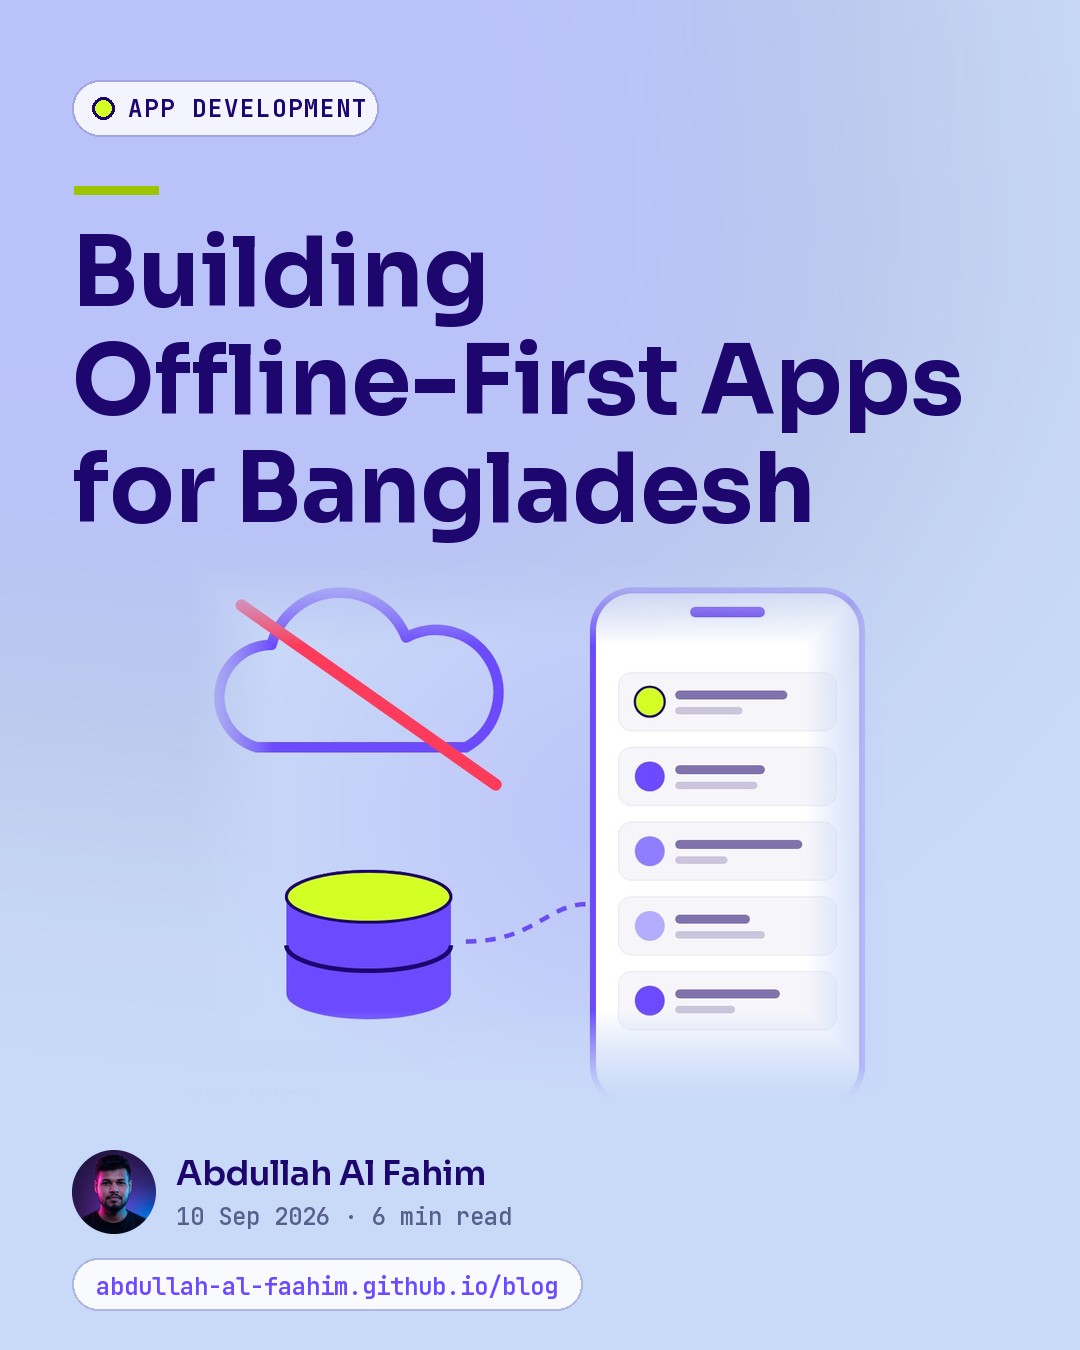 APP DEVELOPMENT
Building
Offline-First Apps
for Bangladesh
Abdullah Al Fahim
10 Sep 2026 · 6 min read
abdullah-al-faahim.github.io/blog